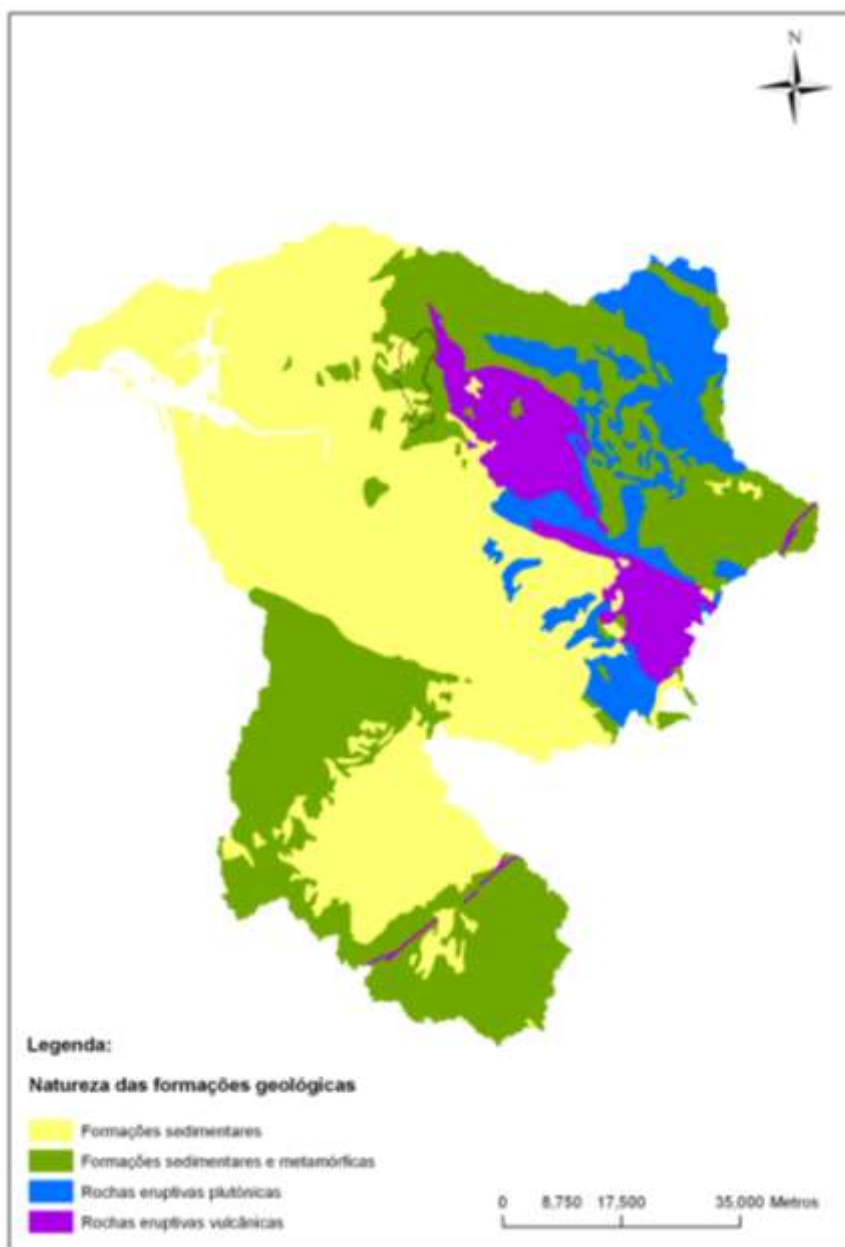 N
Legenda:
Natureza das formações geológicas
Formações sedimentares
Formações sedimentares e metamórficas
Rochas eruptivas plutónicas
Rochas eruptivas vulcânicas
0 8,750 17,500 35,000 Metros